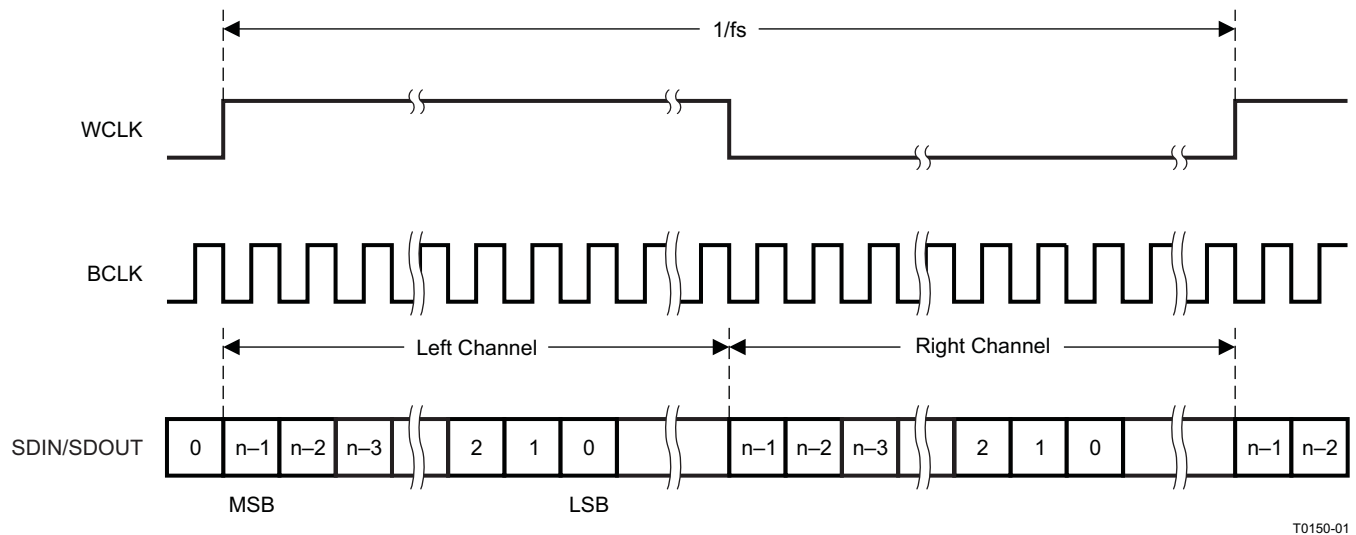 1/fs
WCLK
BCLK
Left Channel Right Channel
SDIN/SDOUT 0 n–1 n–2 n–3 2 1 0 n–1 n–2 n–3 2 1 0 n–1 n–2
MSB LSB
T0150-01